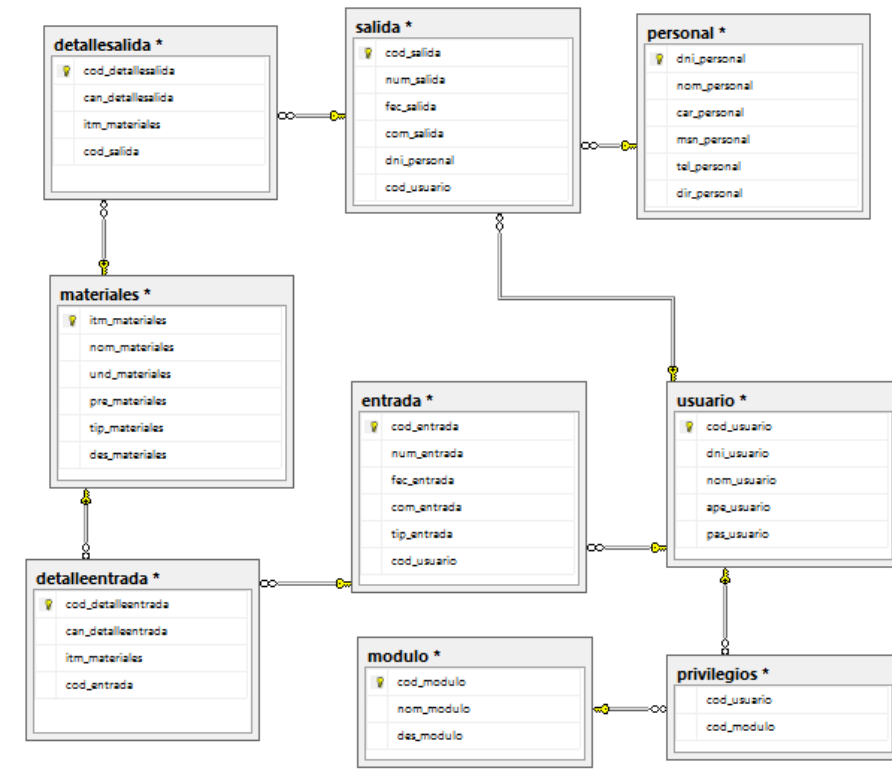 detallesalida *
cod_detallesalida
can_detallesalida
itm_materiales
cod_salida
salida *
cod_salida
num_salida
fec_salida
com_salida
dni_personal
cod_usuario
personal *
dni_personal
nom_personal
car_personal
msn_personal
tel_personal
dir_personal
materiales *
itm_materiales
nom_materiales
und_materiales
pre_materiales
tip_materiales
des_materiales
entrada *
cod_entrada
num_entrada
fec_entrada
com_entrada
tip_entrada
cod_usuario
usuario *
cod_usuario
dni_usuario
nom_usuario
ape_usuario
pas_usuario
detalleentrada *
cod_detalleentrada
can_detalleentrada
itm_materiales
cod_entrada
modulo *
cod_modulo
nom_modulo
des_modulo
privilegios *
cod_usuario
cod_modulo